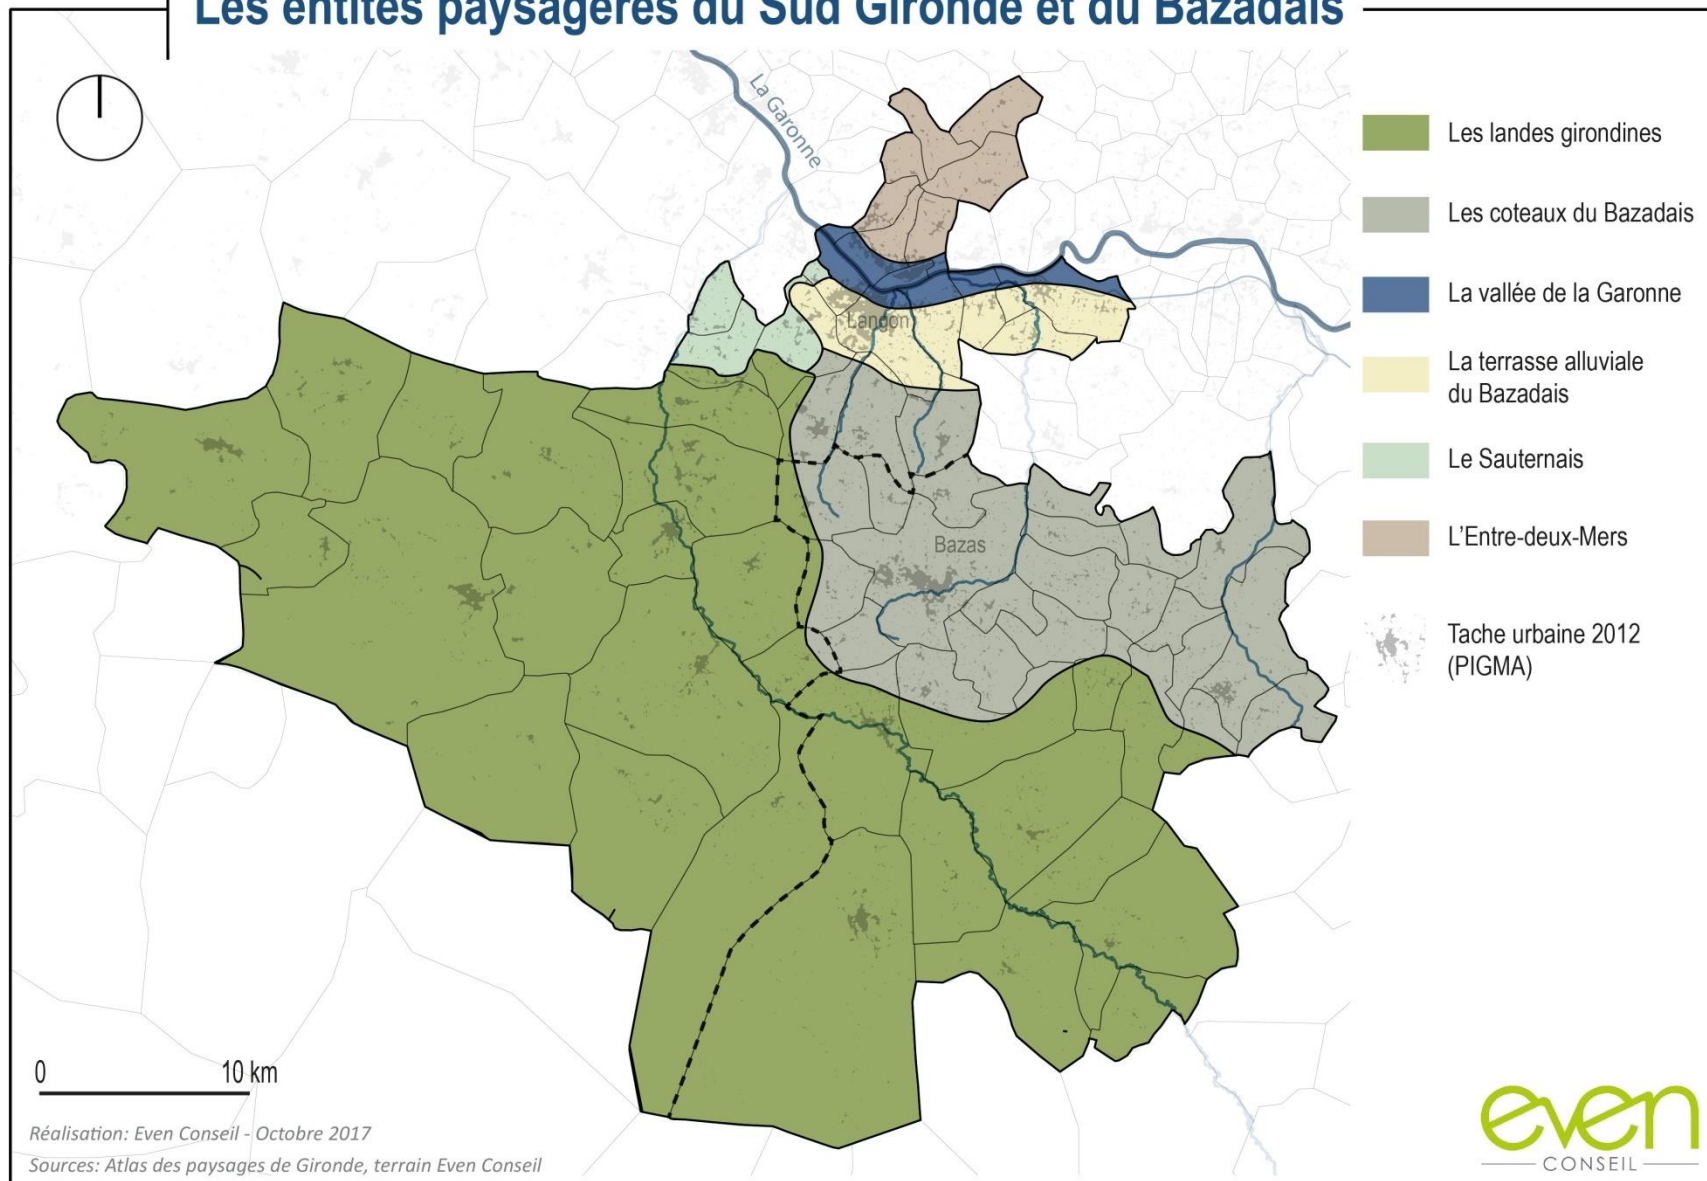 Les entités paysagères du Sud Gironde et du Bazadais
La Garonne
Langon
Bazas
Les landes girondines
Les coteaux du Bazadais
La vallée de la Garonne
La terrasse alluviale
du Bazadais
Le Sauternais
L'Entre-deux-Mers
Tache urbaine 2012
(PIGMA)
0 10 km
Réalisation: Even Conseil - Octobre 2017
Sources: Atlas des paysages de Gironde, terrain Even Conseil
even
CONSEIL